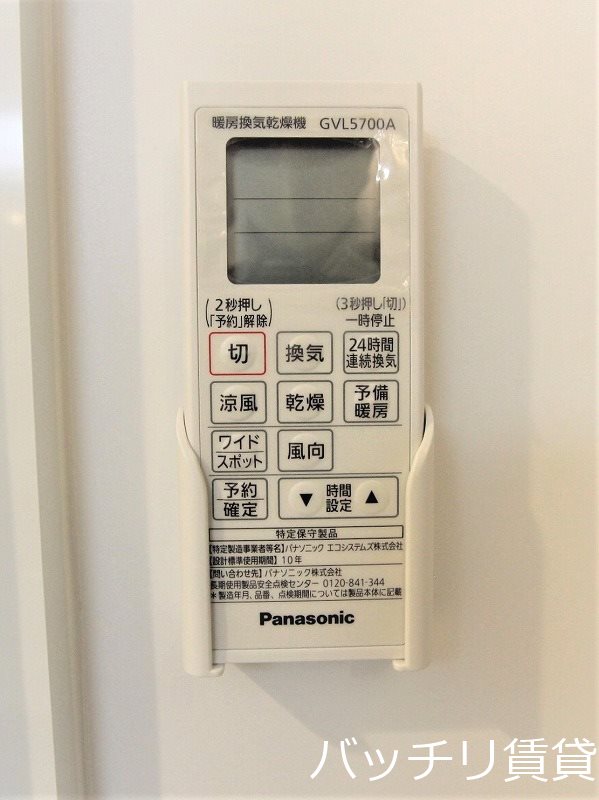 暖房換気乾燥機 GVL5700A
(2秒押し「予約」解除)
(3秒押し「切」)
一時停止
切
換気
24時間
連続換気
涼風
乾燥
予備
暖房
ワイド
スポット
風向
予約
確定
▼ 時間設定 ▲
特定保守製品
【特定製造事業者等名】パナソニック エコシステムズ株式会社
【設計標準使用期間】10年
【問い合わせ先】パナソニック株式会社
長期使用製品安全点検センター 0120-841-344
*製造年月、品番、点検期間については製品本体に記載
Panasonic
バッチリ賃貸